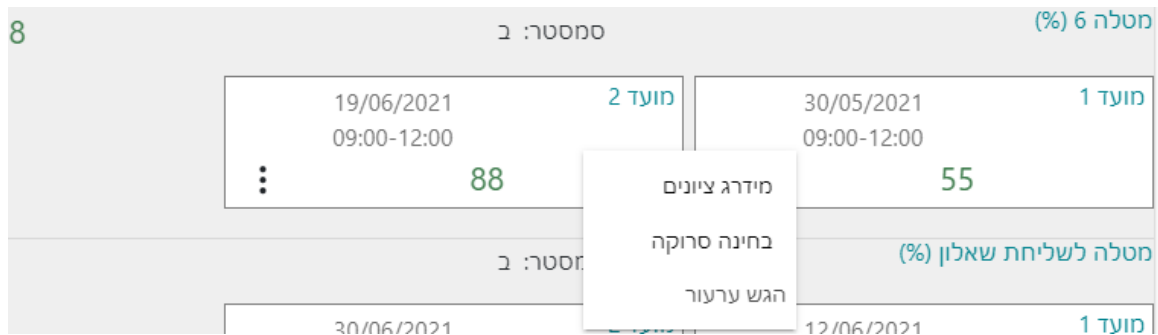 מטלה 6 (%)
סמסטר: ב
8
מועד 1
30/05/2021
09:00-12:00
55
מועד 2
19/06/2021
09:00-12:00
88
מידרג ציונים
בחינה סרוקה
הגש ערעור
מטלה לשליחת שאלון (%)
ב
מועד 1
12/06/2021
30/06/2021